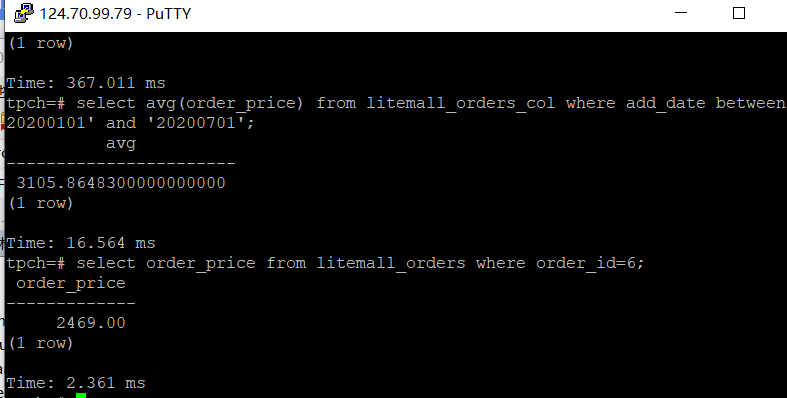 124.70.99.79 - PuTTY
(1 row)
Time: 367.011 ms
tpch=# select avg(order_price) from litemall_orders_col where add_date between
20200101' and '20200701';
avg
-----------------------
3105.8648300000000000
(1 row)
Time: 16.564 ms
tpch=# select order_price from litemall_orders where order_id=6;
order_price
-------------
2469.00
(1 row)
Time: 2.361 ms